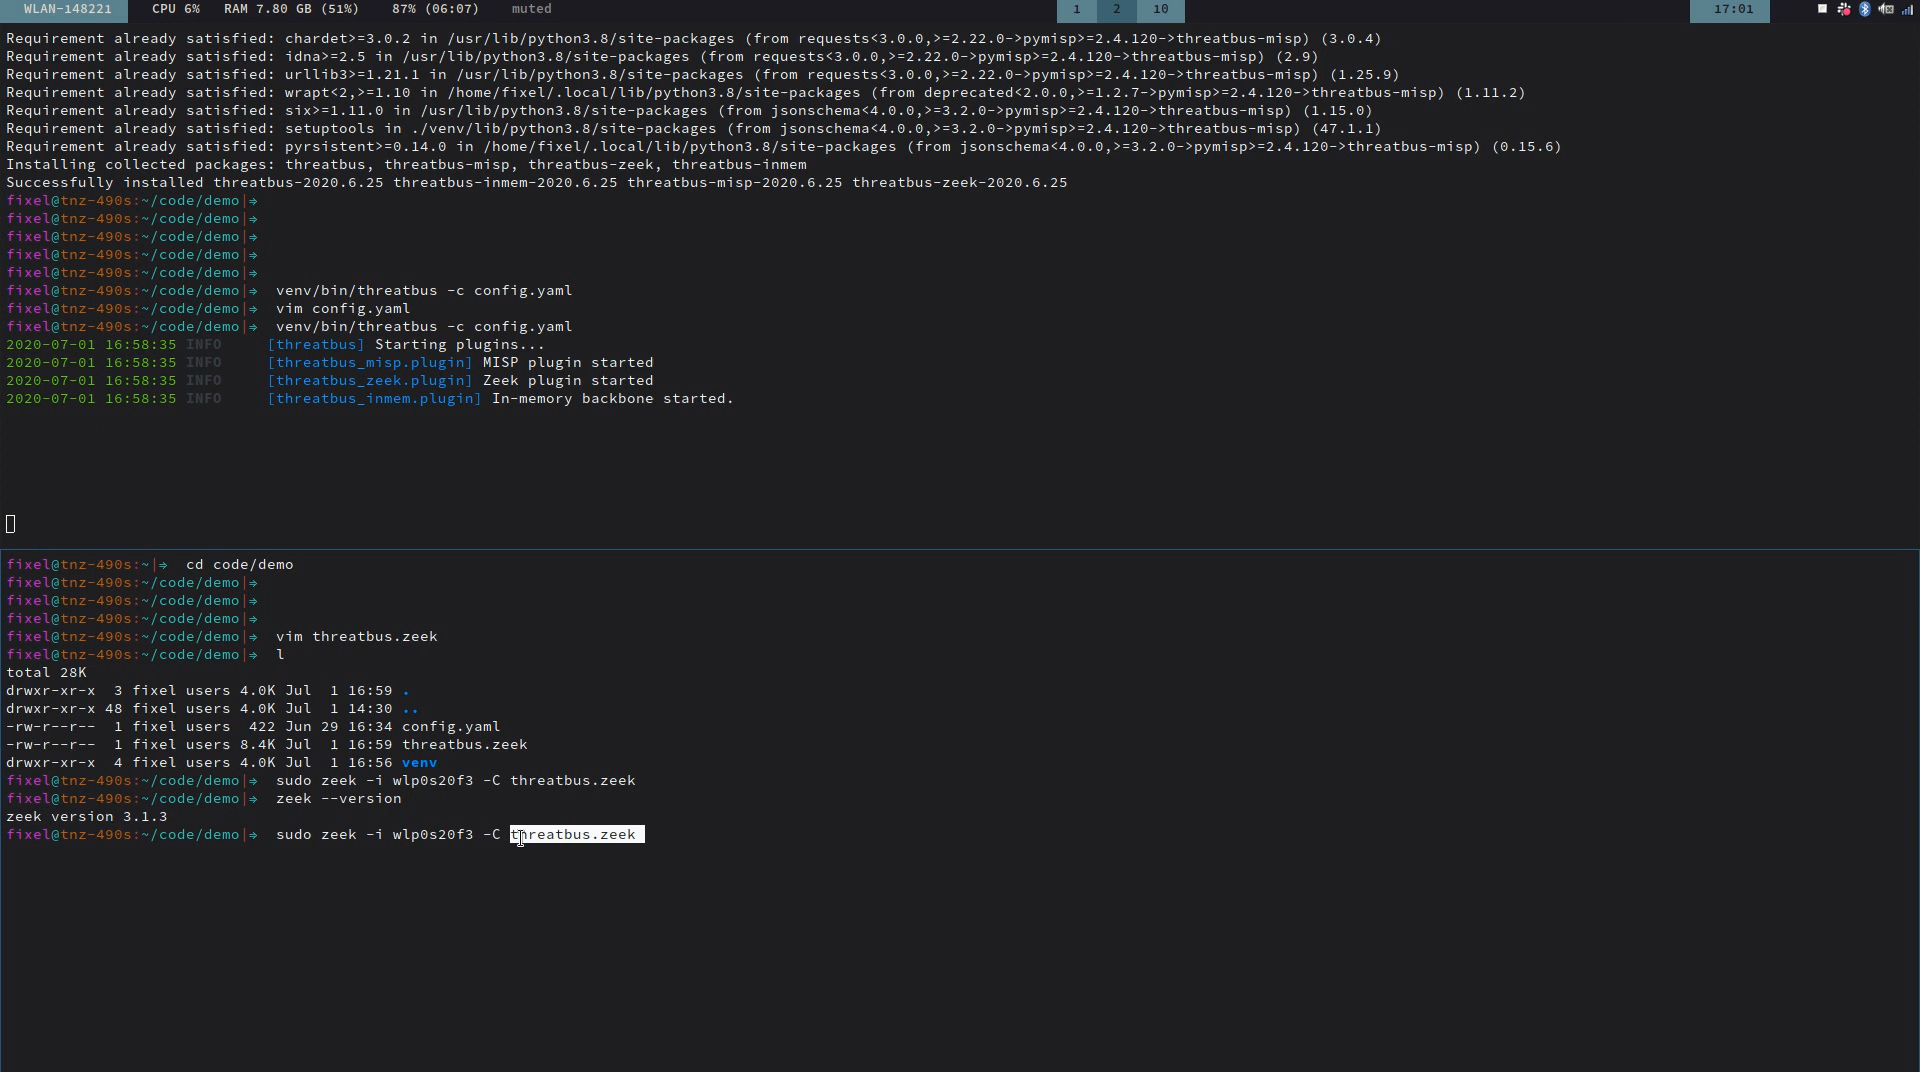 WLAN-148221 CPU 6% RAM 7.80 GB (51%) 87% (06:07) muted 1 2 10 17:01
Requirement already satisfied: chardet>=3.0.2 in /usr/lib/python3.8/site-packages (from requests<3.0.0,>=2.22.0->pymisp>=2.4.120->threatbus-misp) (3.0.4)
Requirement already satisfied: idna>=2.5 in /usr/lib/python3.8/site-packages (from requests<3.0.0,>=2.22.0->pymisp>=2.4.120->threatbus-misp) (2.9)
Requirement already satisfied: urllib3>=1.21.1 in /usr/lib/python3.8/site-packages (from requests<3.0.0,>=2.22.0->pymisp>=2.4.120->threatbus-misp) (1.25.9)
Requirement already satisfied: wrapt<2,>=1.10 in /home/fixel/.local/lib/python3.8/site-packages (from deprecated<2.0.0,>=1.2.7->pymisp>=2.4.120->threatbus-misp) (1.11.2)
Requirement already satisfied: six>=1.11.0 in /usr/lib/python3.8/site-packages (from jsonschema<4.0.0,>=3.2.0->pymisp>=2.4.120->threatbus-misp) (1.15.0)
Requirement already satisfied: setuptools in ./venv/lib/python3.8/site-packages (from jsonschema<4.0.0,>=3.2.0->pymisp>=2.4.120->threatbus-misp) (47.1.1)
Requirement already satisfied: pyrsistent>=0.14.0 in /home/fixel/.local/lib/python3.8/site-packages (from jsonschema<4.0.0,>=3.2.0->pymisp>=2.4.120->threatbus-misp) (0.15.6)
Installing collected packages: threatbus, threatbus-misp, threatbus-zeek, threatbus-inmem
Successfully installed threatbus-2020.6.25 threatbus-inmem-2020.6.25 threatbus-misp-2020.6.25 threatbus-zeek-2020.6.25
fixel@tnz-490s:~/code/demo|⇒
fixel@tnz-490s:~/code/demo|⇒
fixel@tnz-490s:~/code/demo|⇒
fixel@tnz-490s:~/code/demo|⇒
fixel@tnz-490s:~/code/demo|⇒
fixel@tnz-490s:~/code/demo|⇒ venv/bin/threatbus -c config.yaml
fixel@tnz-490s:~/code/demo|⇒ vim config.yaml
fixel@tnz-490s:~/code/demo|⇒ venv/bin/threatbus -c config.yaml
2020-07-01 16:58:35 INFO [threatbus] Starting plugins...
2020-07-01 16:58:35 INFO [threatbus_misp.plugin] MISP plugin started
2020-07-01 16:58:35 INFO [threatbus_zeek.plugin] Zeek plugin started
2020-07-01 16:58:35 INFO [threatbus_inmem.plugin] In-memory backbone started.
fixel@tnz-490s:~|⇒ cd code/demo
fixel@tnz-490s:~/code/demo|⇒
fixel@tnz-490s:~/code/demo|⇒
fixel@tnz-490s:~/code/demo|⇒
fixel@tnz-490s:~/code/demo|⇒ vim threatbus.zeek
fixel@tnz-490s:~/code/demo|⇒ l
total 28K
drwxr-xr-x 3 fixel users 4.0K Jul 1 16:59 .
drwxr-xr-x 48 fixel users 4.0K Jul 1 14:30 ..
-rw-r--r-- 1 fixel users 422 Jun 29 16:34 config.yaml
-rw-r--r-- 1 fixel users 8.4K Jul 1 16:59 threatbus.zeek
drwxr-xr-x 4 fixel users 4.0K Jul 1 16:56 venv
fixel@tnz-490s:~/code/demo|⇒ sudo zeek -i wlp0s20f3 -C threatbus.zeek
fixel@tnz-490s:~/code/demo|⇒ zeek --version
zeek version 3.1.3
fixel@tnz-490s:~/code/demo|⇒ sudo zeek -i wlp0s20f3 -C threatbus.zeek